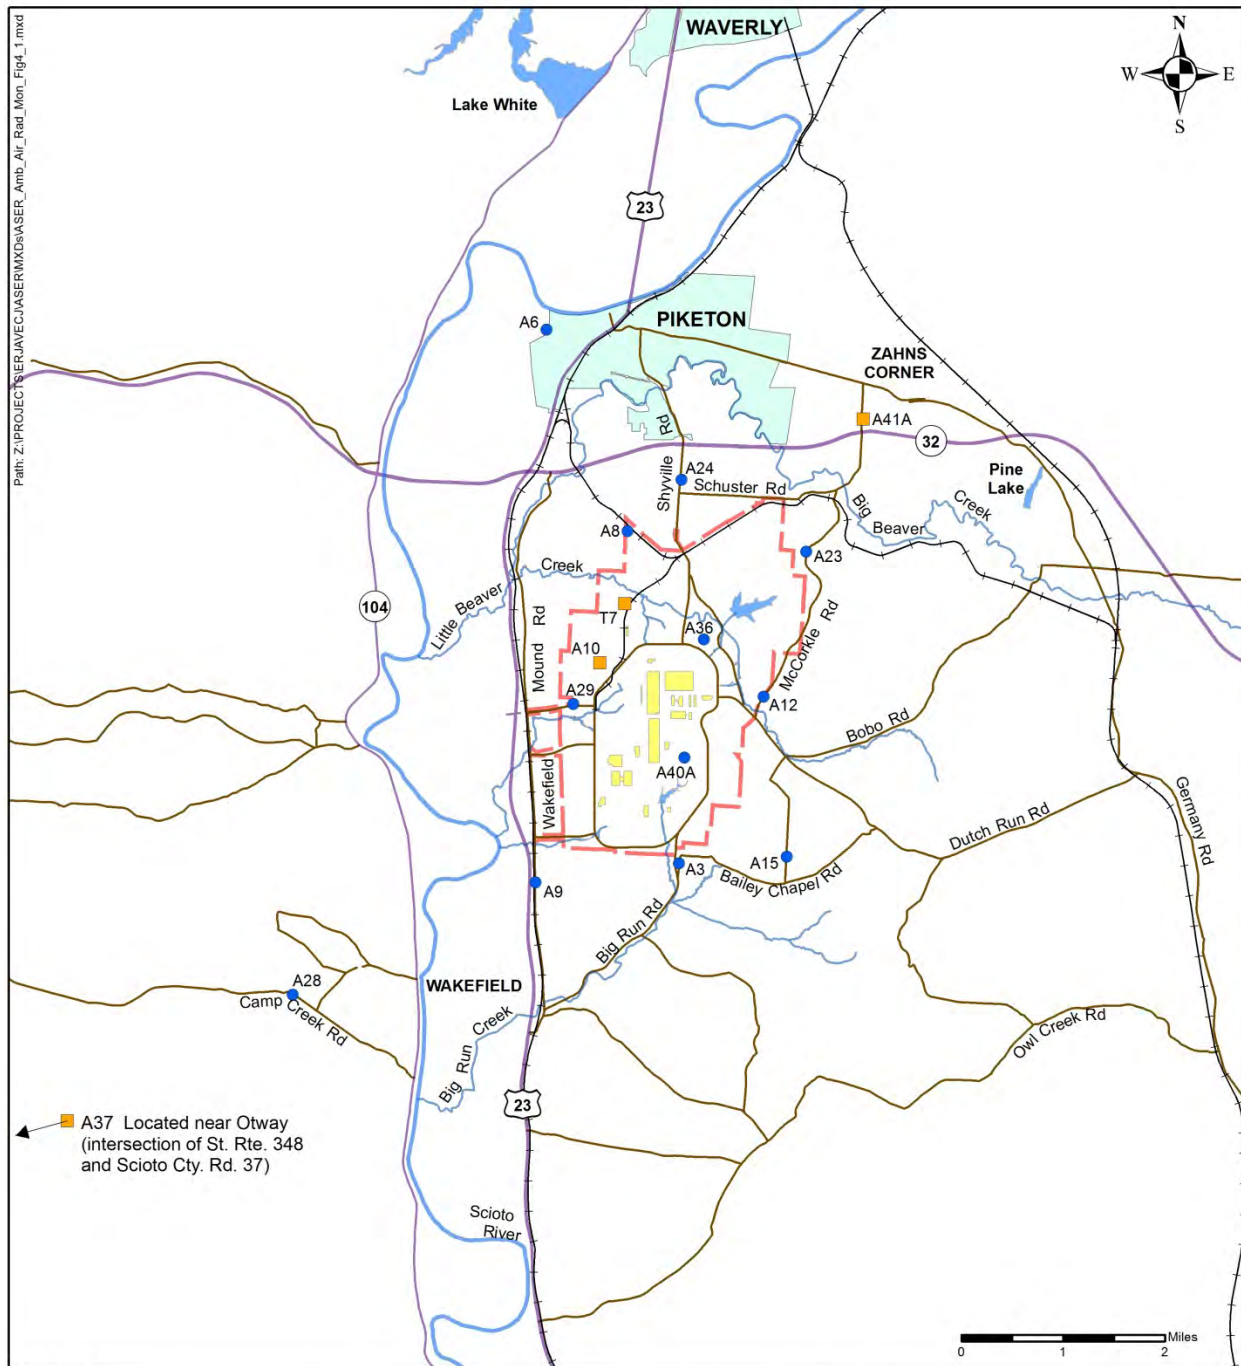 Path: Z:\PROJECTS\ERJAVECJ\ASER\MXDs\ASER_Amb_Air_Rad_Mon_Fig4_1.mxd
WAVERLY
N
W
E
S
Lake White
23
A6
PIKETON
ZAHNS
CORNER
A41A
32
Shyville Rd
A24
Schuster Rd
Pine
Lake
Big Beaver Creek
A8
A23
Little Beaver Creek
104
T7
A36
McCorkle Rd
Mound Rd
A10
A29
A12
Bobo Rd
A40A
Wakefield
Germany Rd
Dutch Run Rd
A15
A3
Bailey Chapel Rd
A9
Big Run Rd
A28
Camp Creek Rd
WAKEFIELD
Big Run Creek
Owl Creek Rd
23
A37 Located near Otway
(intersection of St. Rte. 348
and Scioto Cty. Rd. 37)
Scioto
River
Miles
0
1
2